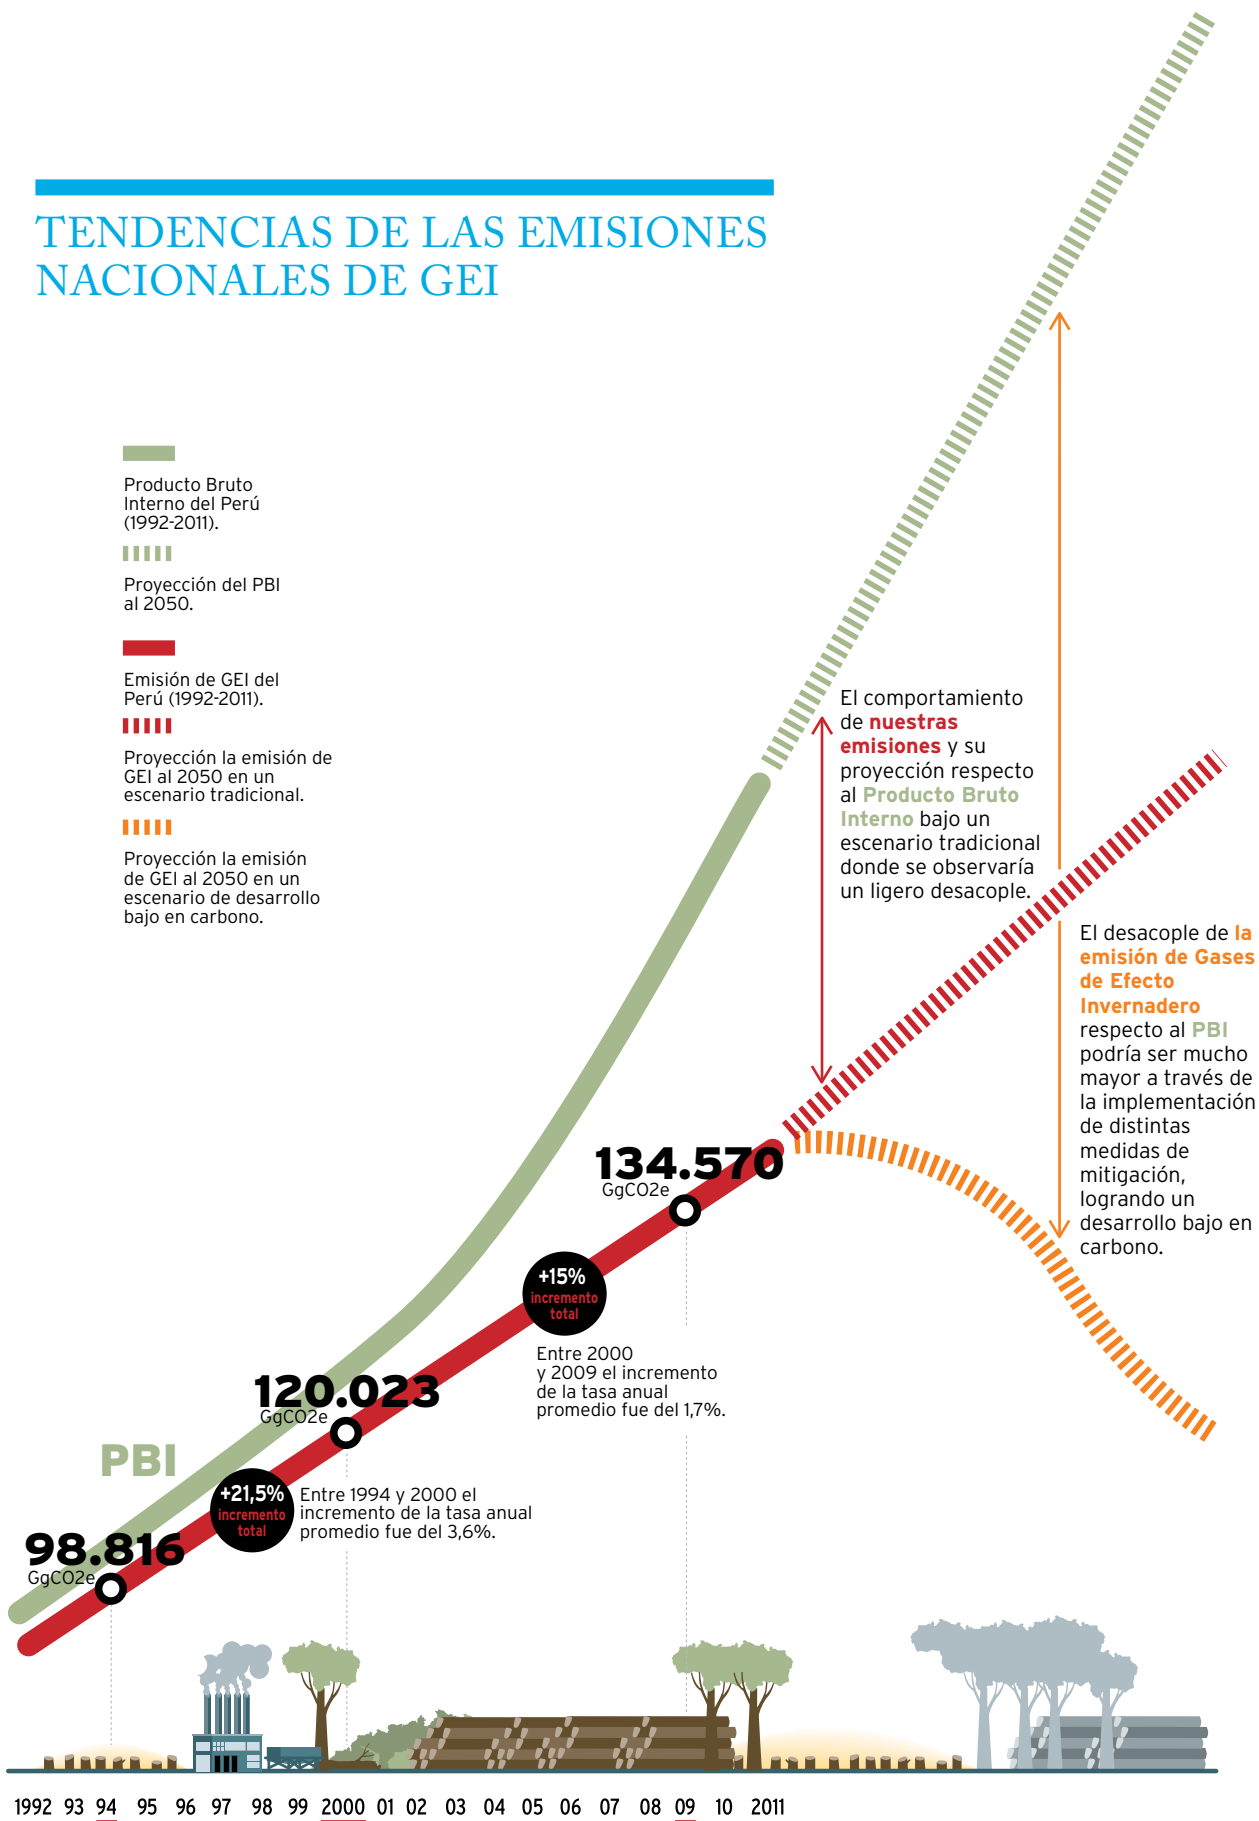 TENDENCIAS DE LAS EMISIONES
NACIONALES DE GEI
Producto Bruto
Interno del Perú
(1992-2011).
Proyección del PBI
al 2050.
Emisión de GEI del
Perú (1992-2011).
Proyección la emisión de
GEI al 2050 en un
escenario tradicional.
Proyección la emisión
de GEI al 2050 en un
escenario de desarrollo
bajo en carbono.
El comportamiento
de nuestras
emisiones y su
proyección respecto
al Producto Bruto
Interno bajo un
escenario tradicional
donde se observaría
un ligero desacople.
El desacople de la
emisión de Gases
de Efecto
Invernadero
respecto al PBI
podría ser mucho
mayor a través de
la implementación
de distintas
medidas de
mitigación,
logrando un
desarrollo bajo en
carbono.
134.570
GgCO2e
+15%
incremento
total
Entre 2000
y 2009 el incremento
de la tasa anual
promedio fue del 1,7%.
120.023
GgCO2e
PBI
+21,5%
incremento
total
Entre 1994 y 2000 el
incremento de la tasa anual
promedio fue del 3,6%.
98.816
GgCO2e
1992 93 94 95 96 97 98 99 2000 01 02 03 04 05 06 07 08 09 10 2011